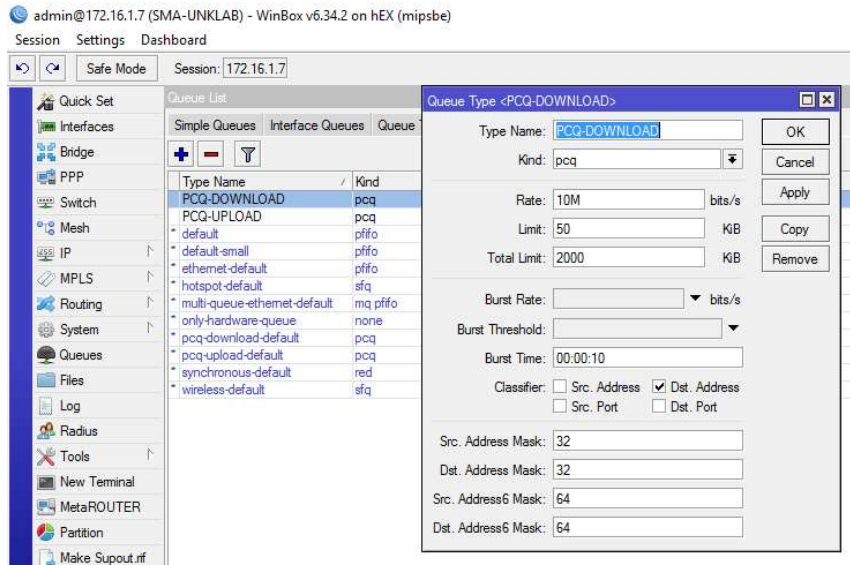 admin@172.16.1.7 (SMA-UNKLAB) - WinBox v6.34.2 on hEX (mipsbe)
Session Settings Dashboard
Safe Mode Session: 172.16.1.7
Quick Set
Interfaces
Bridge
PPP
Switch
Mesh
IP
MPLS
Routing
System
Queues
Files
Log
Radius
Tools
New Terminal
MetaROUTER
Partition
Make Supout.rif
Queue List
Simple Queues Interface Queues Queue
Type Name / Kind
PCQ-DOWNLOAD pcq
PCQ-UPLOAD pcq
* default pfifo
* default-small pfifo
* ethernet-default pfifo
* hotspot-default sfq
* multi-queue-ethernet-default mq pfifo
* only-hardware-queue none
* pcq-download-default pcq
* pcq-upload-default pcq
* synchronous-default red
* wireless-default sfq
Queue Type <PCQ-DOWNLOAD>
Type Name: PCQ-DOWNLOAD OK
Kind: pcq Cancel
Rate: 10M bits/s Apply
Limit: 50 KiB Copy
Total Limit: 2000 KiB Remove
Burst Rate: bits/s
Burst Threshold:
Burst Time: 00:00:10
Classifier: Src. Address Dst. Address
Src. Port Dst. Port
Src. Address Mask: 32
Dst. Address Mask: 32
Src. Address6 Mask: 64
Dst. Address6 Mask: 64